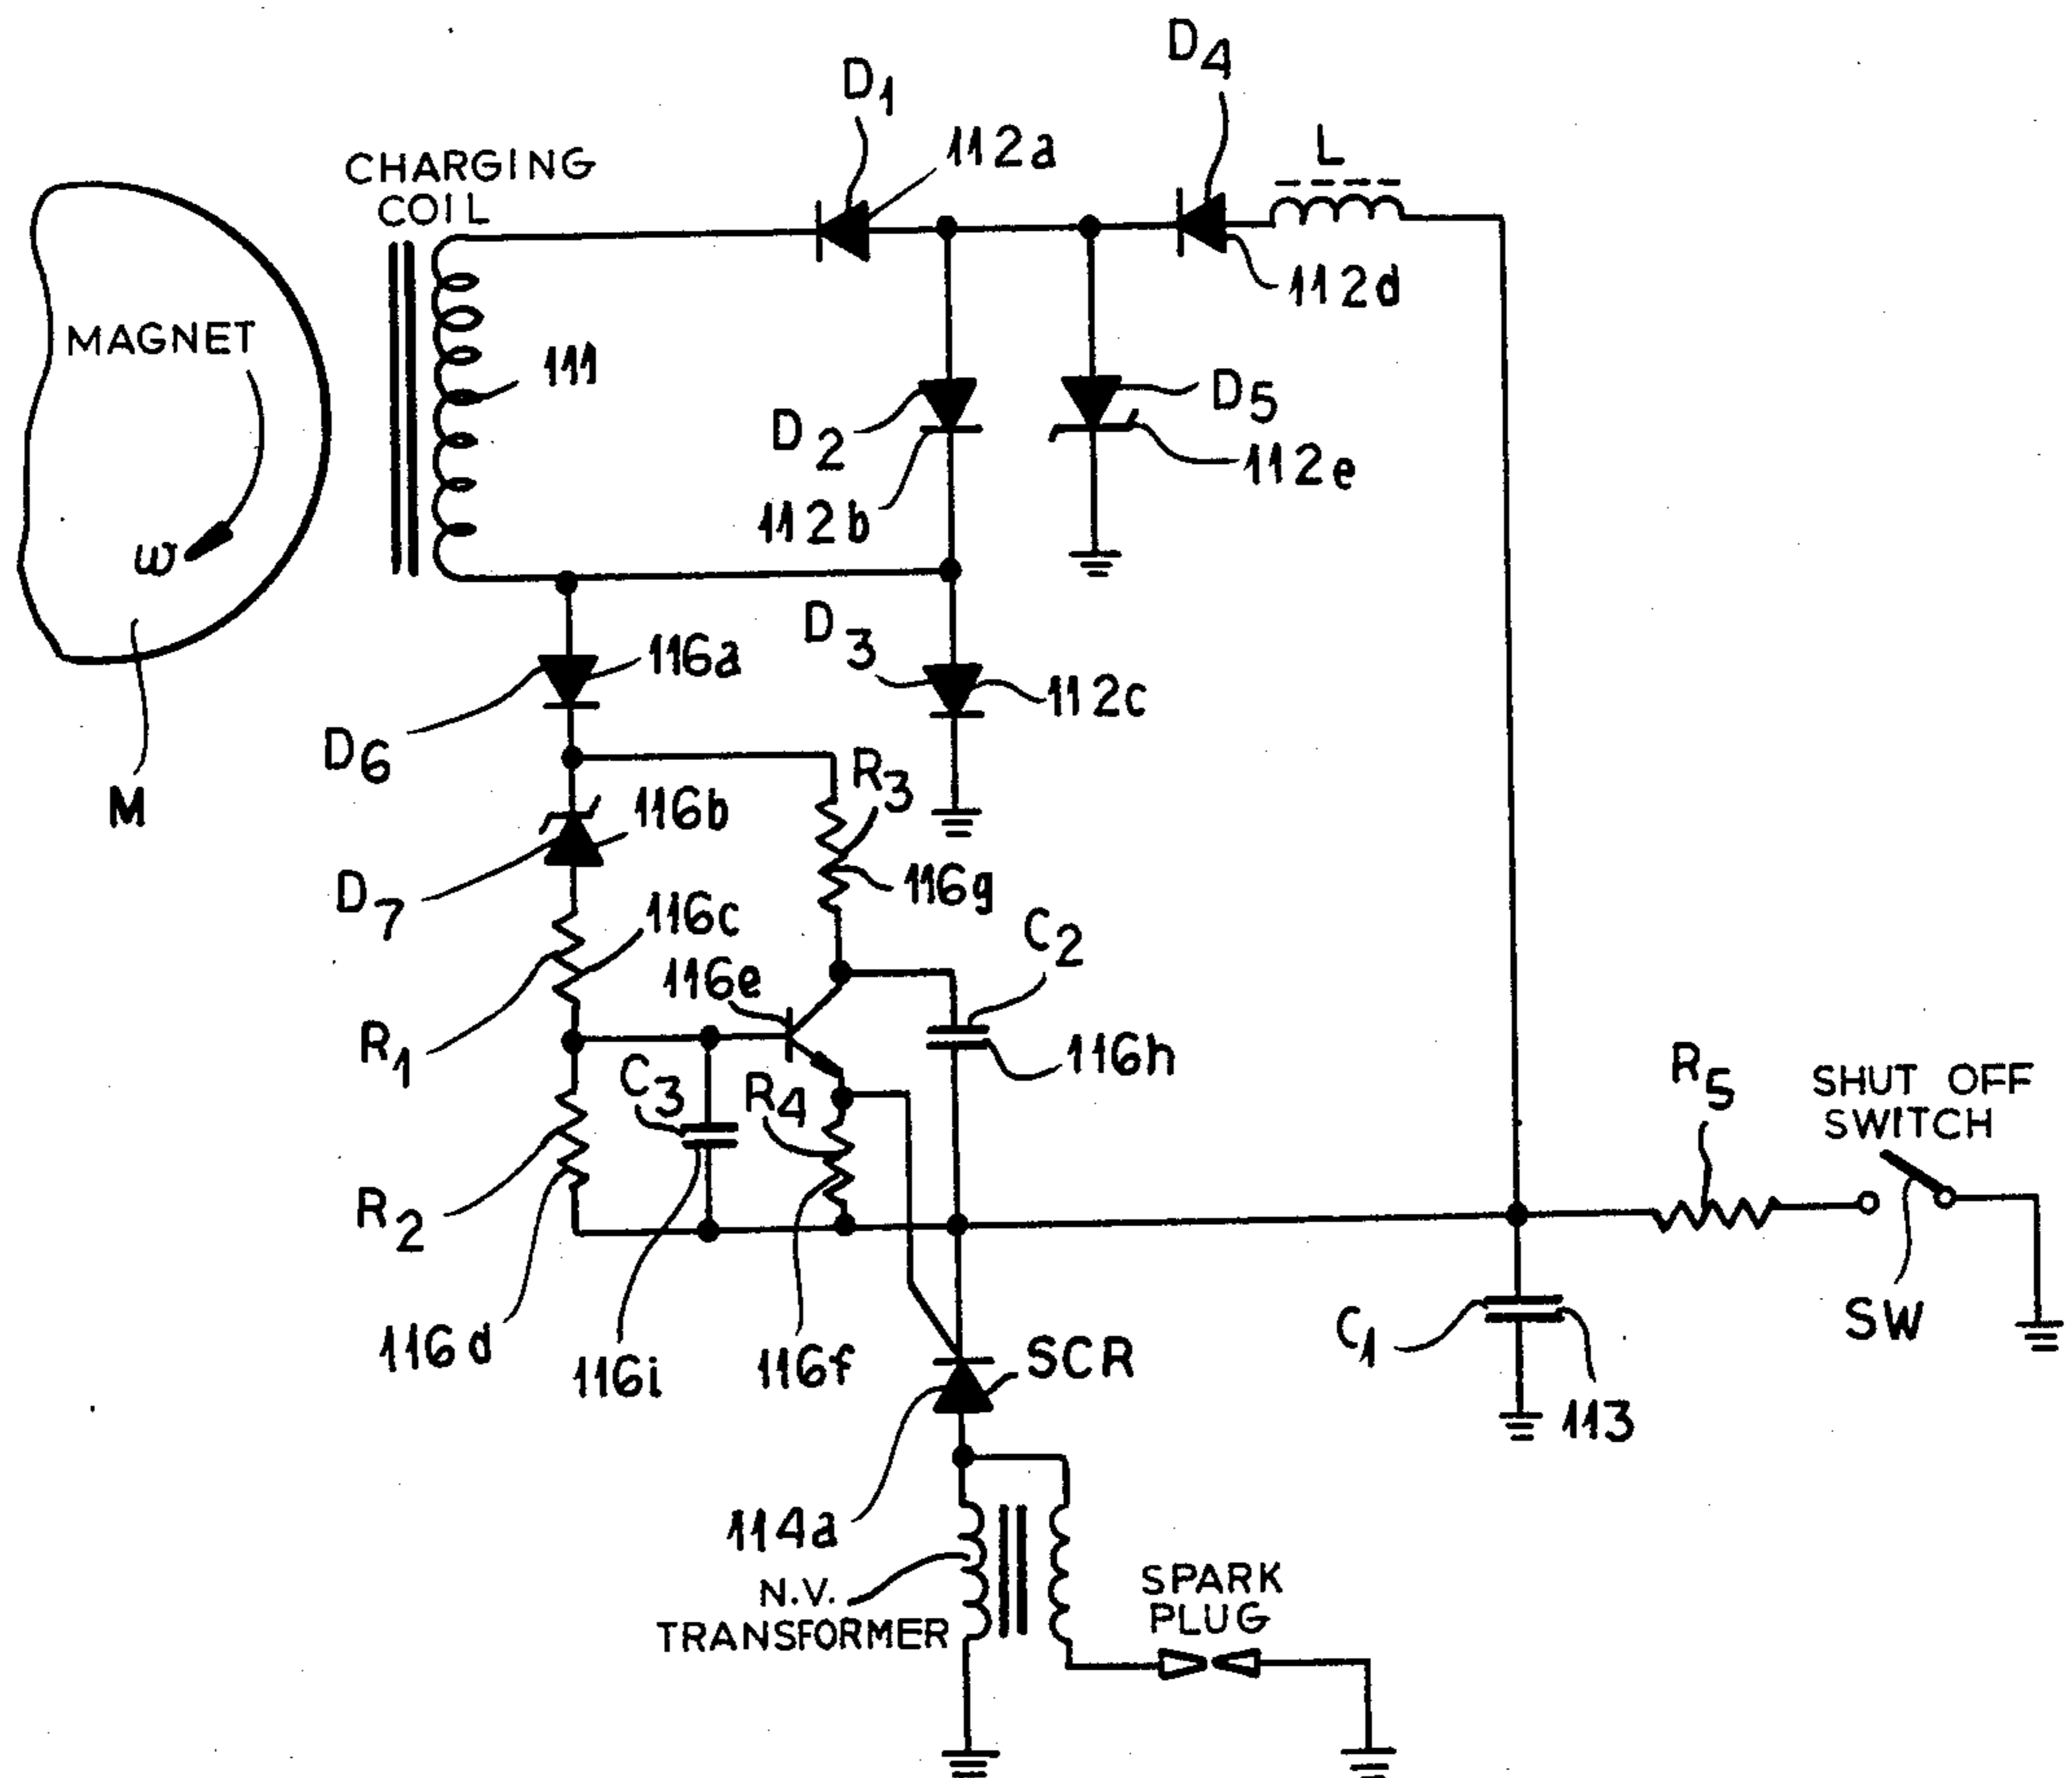 D4
D1
112a
L
CHARGING
COIL
112d
MAGNET
111
D5
D2
112e
112b
ω
D3
116a
112c
D6
R3
M
116b
D7
116g
116c
C2
116e
R1
116h
C3
R4
R5
SHUT OFF
SWITCH
R2
116d
116i
116f
SCR
C1
SW
113
114a
N.V.
TRANSFORMER
SPARK
PLUG